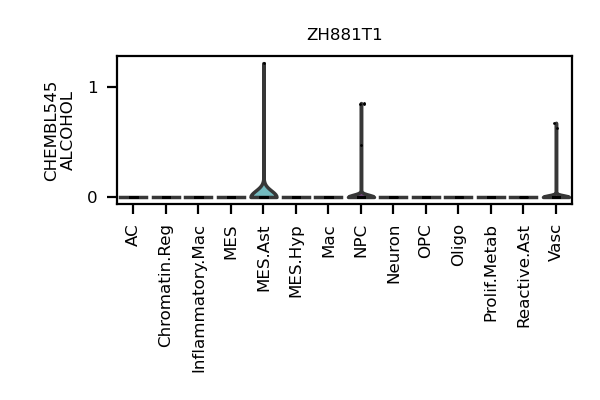 ZH881T1
CHEMBL545
ALCOHOL
1
0
AC
Chromatin.Reg
Inflammatory.Mac
MES
MES.Ast
MES.Hyp
Mac
NPC
Neuron
OPC
Oligo
Prolif.Metab
Reactive.Ast
Vasc